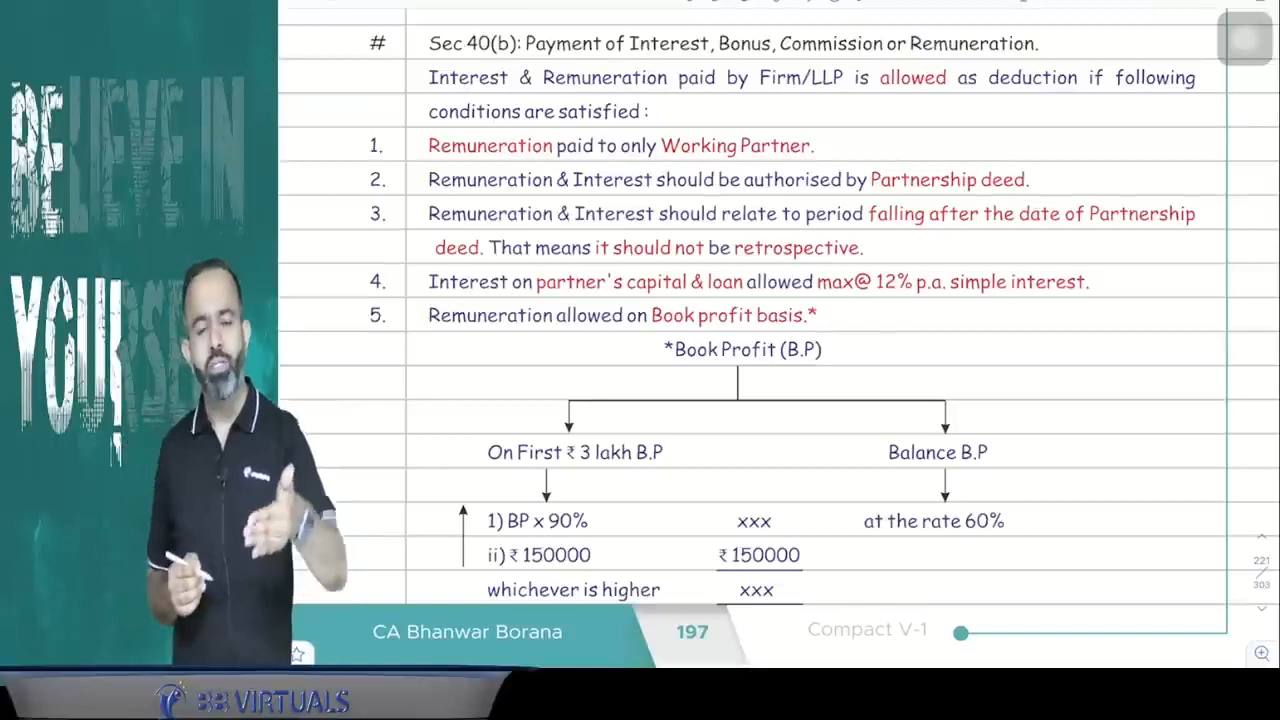 BELIEVE IN
YOURSE
# Sec 40(b): Payment of Interest, Bonus, Commission or Remuneration.
Interest & Remuneration paid by Firm/LLP is allowed as deduction if following
conditions are satisfied :
1. Remuneration paid to only Working Partner.
2. Remuneration & Interest should be authorised by Partnership deed.
3. Remuneration & Interest should relate to period falling after the date of Partnership
deed. That means it should not be retrospective.
4. Interest on partner's capital & loan allowed max@ 12% p.a. simple interest.
5. Remuneration allowed on Book profit basis.*
*Book Profit (B.P)
On First ₹ 3 lakh B.P Balance B.P
1) BP x 90% xxx at the rate 60%
ii) ₹ 150000 ₹ 150000
whichever is higher xxx
221
303
CA Bhanwar Borana 197 Compact V-1
BB VIRTUALS